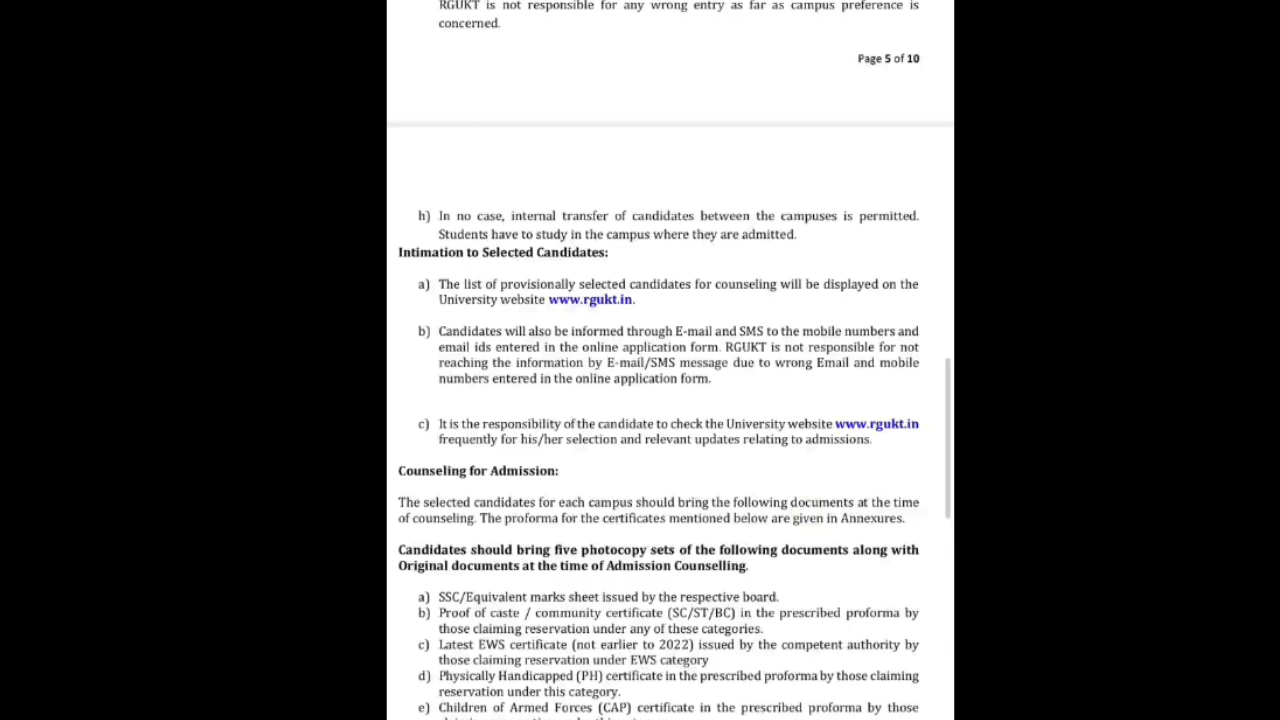 RGUKT is not responsible for any wrong entry as far as campus preference is
concerned.
Page 5 of 10
h) In no case, internal transfer of candidates between the campuses is permitted.
Students have to study in the campus where they are admitted.
Intimation to Selected Candidates:
a) The list of provisionally selected candidates for counseling will be displayed on the
University website www.rgukt.in.
b) Candidates will also be informed through E-mail and SMS to the mobile numbers and
email ids entered in the online application form. RGUKT is not responsible for not
reaching the information by E-mail/SMS message due to wrong Email and mobile
numbers entered in the online application form.
c) It is the responsibility of the candidate to check the University website www.rgukt.in
frequently for his/her selection and relevant updates relating to admissions.
Counseling for Admission:
The selected candidates for each campus should bring the following documents at the time
of counseling. The proforma for the certificates mentioned below are given in Annexures.
Candidates should bring five photocopy sets of the following documents along with
Original documents at the time of Admission Counselling.
a) SSC/Equivalent marks sheet issued by the respective board.
b) Proof of caste / community certificate (SC/ST/BC) in the prescribed proforma by
those claiming reservation under any of these categories.
c) Latest EWS certificate (not earlier to 2022) issued by the competent authority by
those claiming reservation under EWS category
d) Physically Handicapped (PH) certificate in the prescribed proforma by those claiming
reservation under this category.
e) Children of Armed Forces (CAP) certificate in the prescribed proforma by those